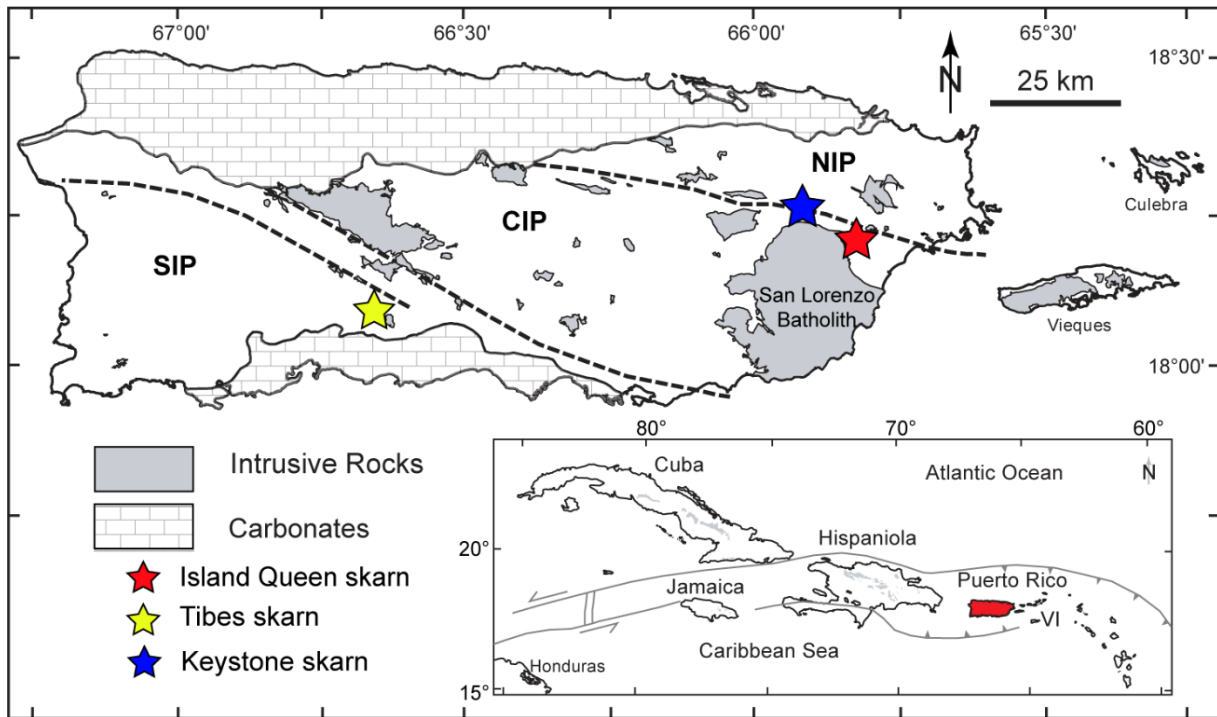 67°00'
66°30'
66°00'
65°30'
18°30'
N
25 km
NIP
CIP
SIP
Culebra
San Lorenzo
Batholith
Vieques
18°00'
Intrusive Rocks
Carbonates
Island Queen skarn
Tibes skarn
Keystone skarn
80°
70°
60°
Cuba
Atlantic Ocean
N
20°
Hispaniola
Jamaica
Puerto Rico
VI
Caribbean Sea
Honduras
15°